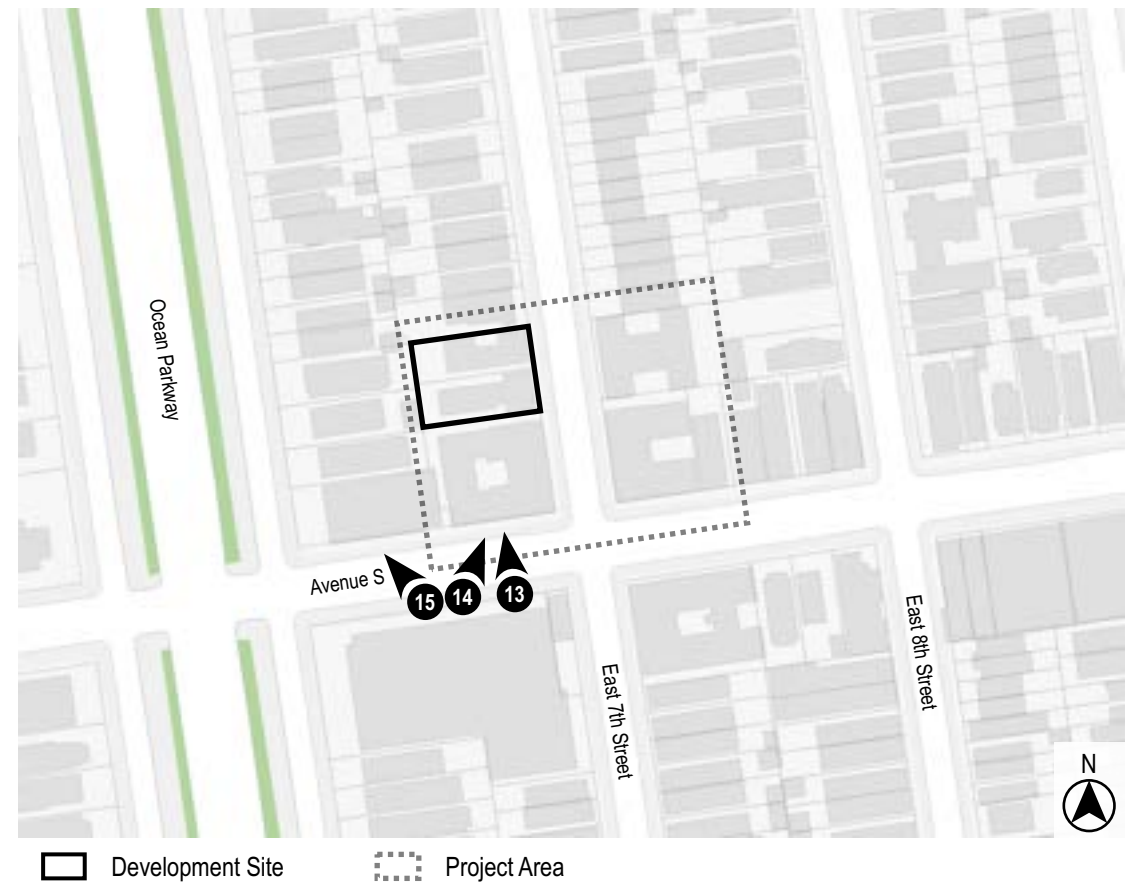 Ocean Parkway
Avenue S
15
14
13
East 7th Street
East 8th Street
N
Development Site
Project Area